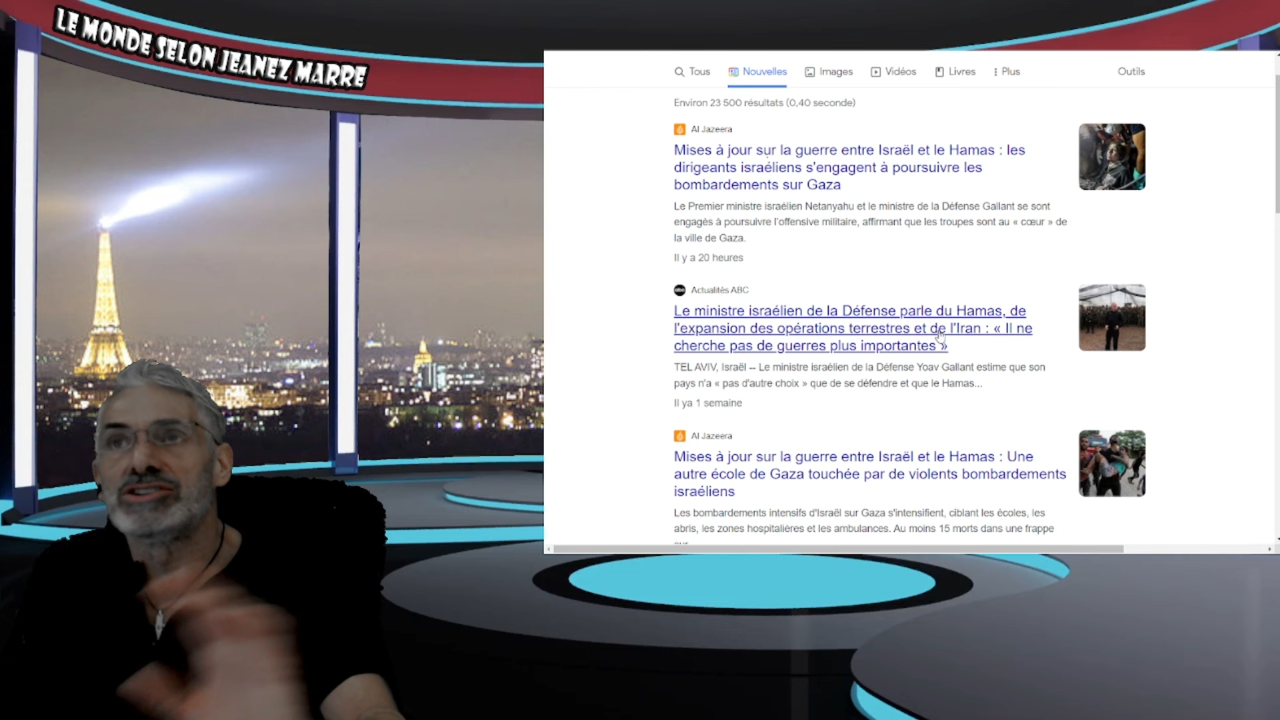 LE MONDE SELON JEANEZ MARRE
Tous
Nouvelles
Images
Vidéos
Livres
Plus
Outils
Environ 23 500 résultats (0,40 seconde)
Al Jazeera
Mises à jour sur la guerre entre Israël et le Hamas : les
dirigeants israéliens s'engagent à poursuivre les
bombardements sur Gaza
Le Premier ministre israélien Netanyahu et le ministre de la Défense Gallant se sont
engagés à poursuivre l'offensive militaire, affirmant que les troupes sont au « cœur » de
la ville de Gaza.
Il y a 20 heures
Actualités ABC
Le ministre israélien de la Défense parle du Hamas, de
l'expansion des opérations terrestres et de l'Iran : « Il ne
cherche pas de guerres plus importantes »
TEL AVIV, Israël -- Le ministre israélien de la Défense Yoav Gallant estime que son
pays n'a « pas d'autre choix » que de se défendre et que le Hamas...
Il ya 1 semaine
Al Jazeera
Mises à jour sur la guerre entre Israël et le Hamas : Une
autre école de Gaza touchée par de violents bombardements
israéliens
Les bombardements intensifs d'Israël sur Gaza s'intensifient, ciblant les écoles, les
abris, les zones hospitalières et les ambulances. Au moins 15 morts dans une frappe